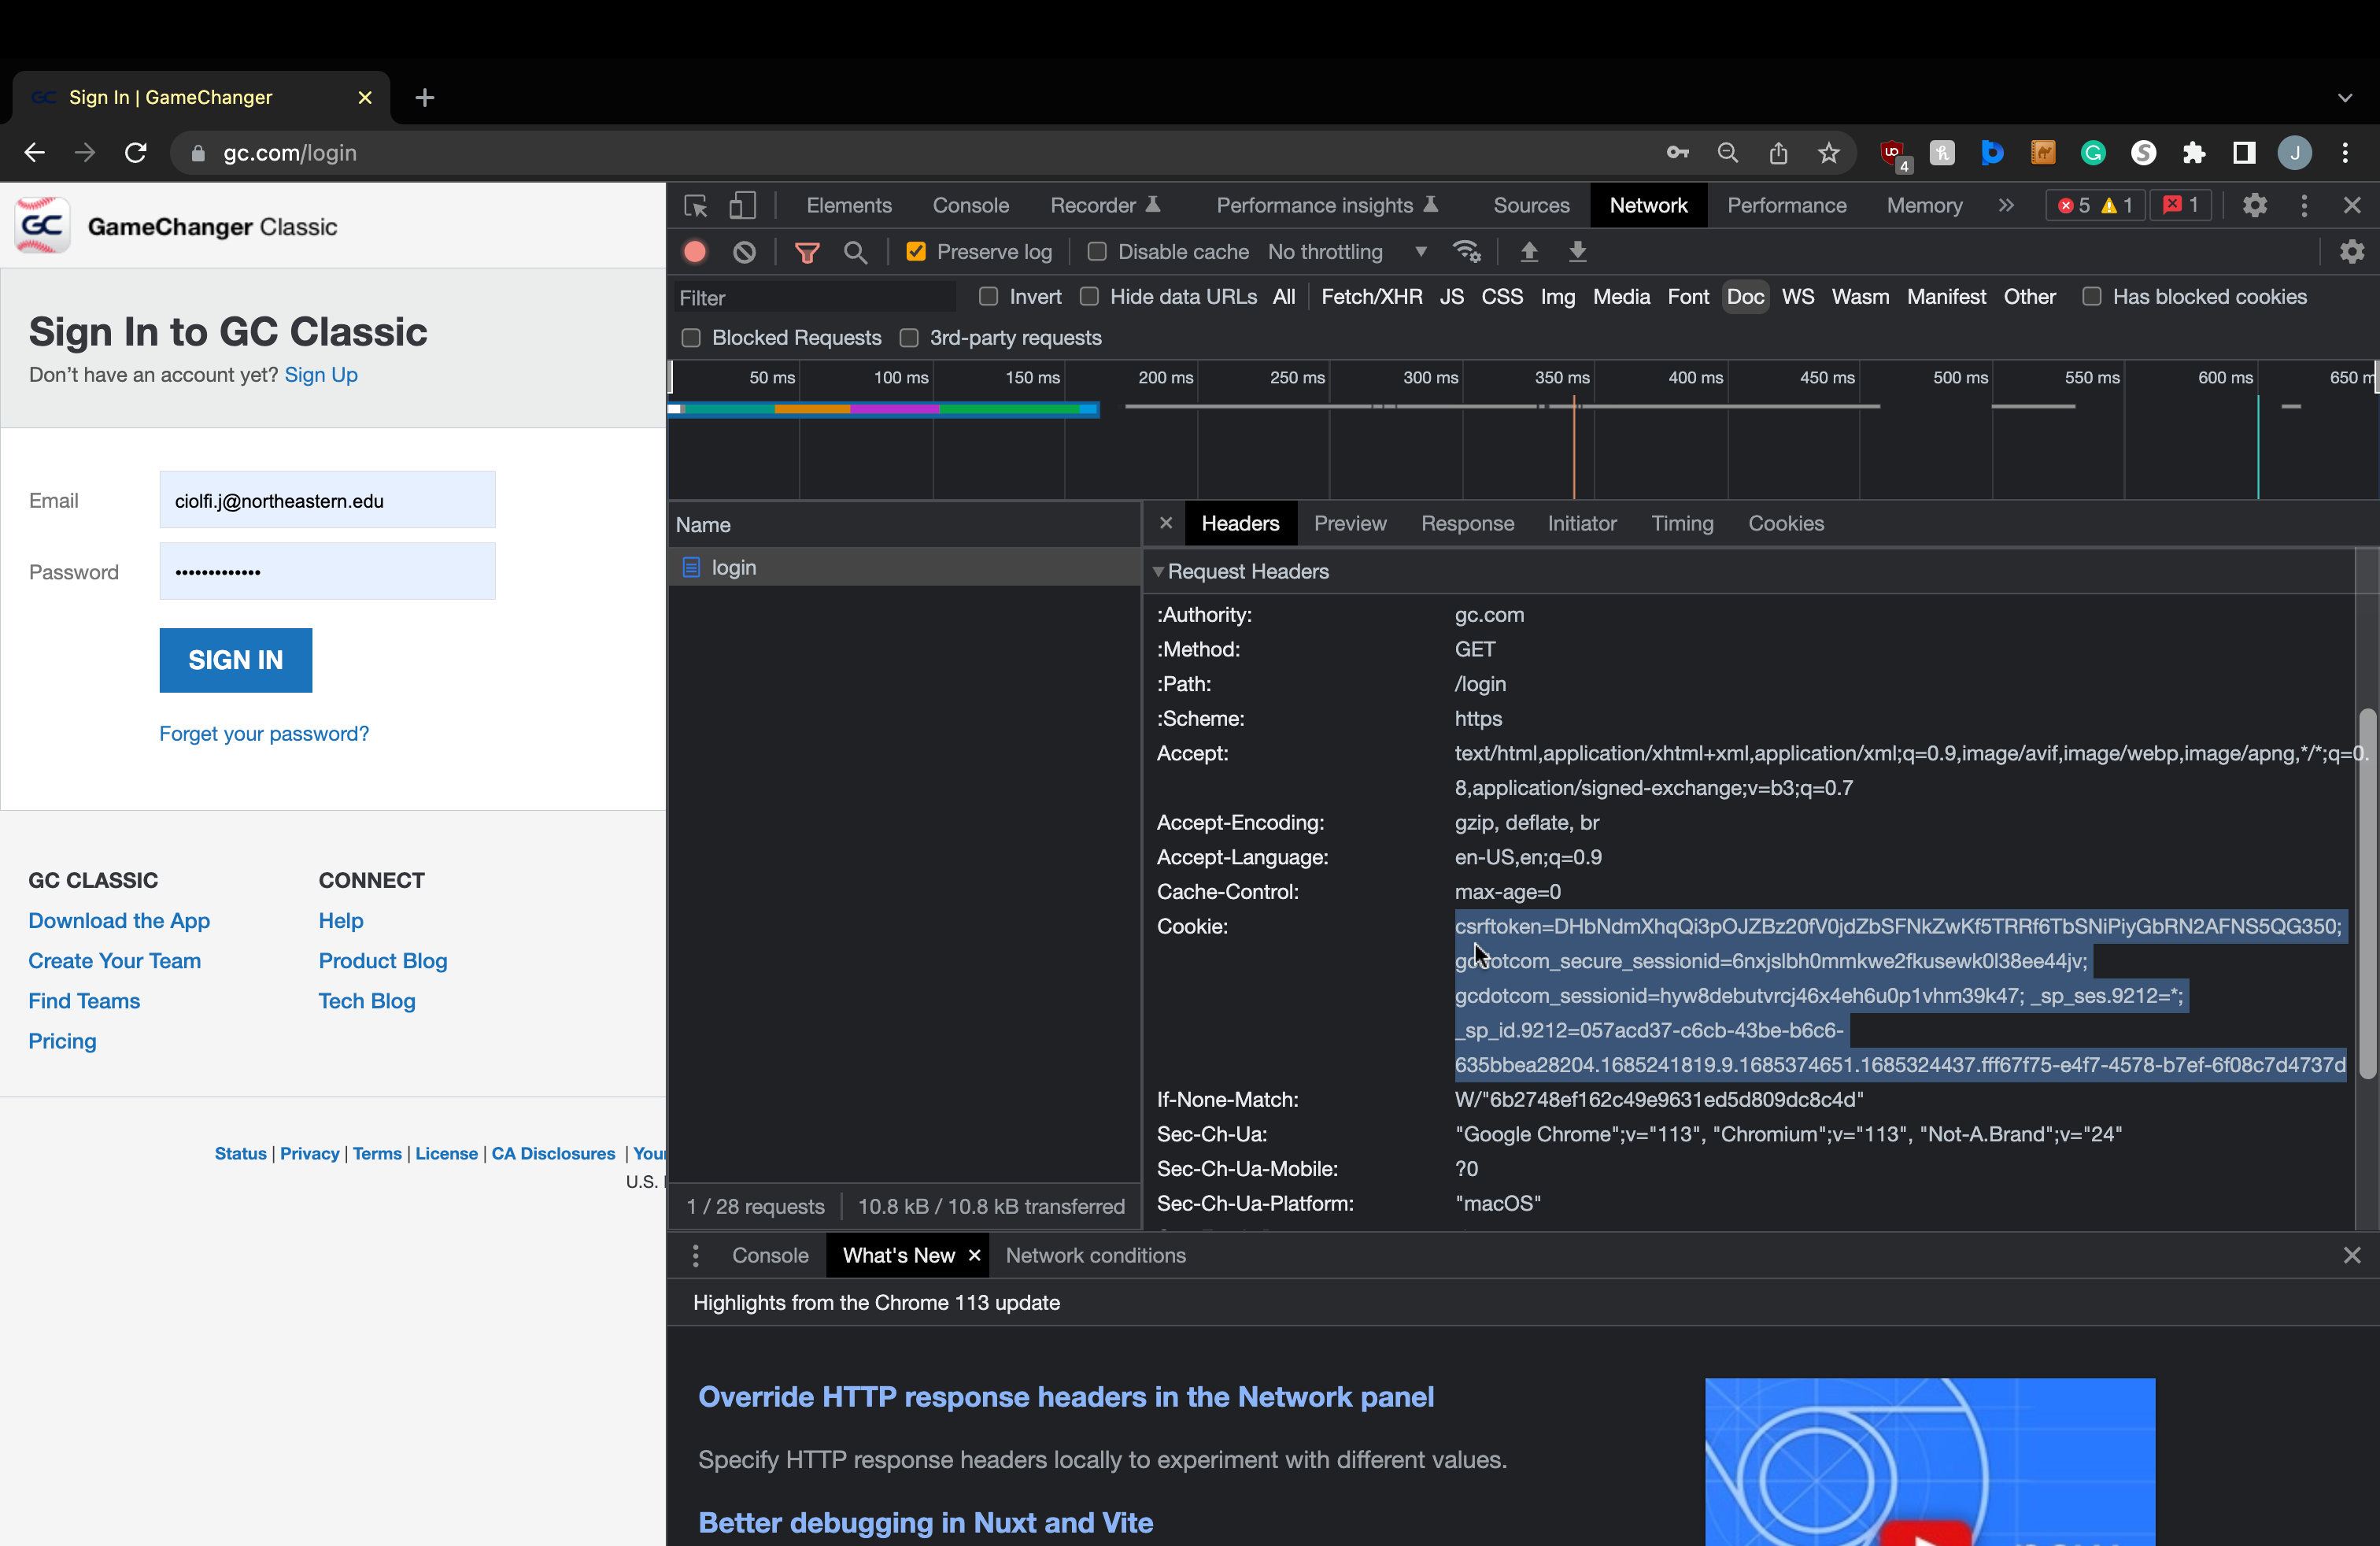 Sign In | GameChanger
gc.com/login
4
J
GC
GameChanger Classic
Sign In to GC Classic
Don't have an account yet? Sign Up
Email
ciolfi.j@northeastern.edu
Password
•••••••••••••
SIGN IN
Forget your password?
GC CLASSIC
Download the App
Create Your Team
Find Teams
Pricing
CONNECT
Help
Product Blog
Tech Blog
Status | Privacy | Terms | License | CA Disclosures |
U.S.
Elements Console Recorder Performance insights Sources Network Performance Memory 5 1 1
Preserve log Disable cache No throttling
Filter Invert Hide data URLs All Fetch/XHR JS CSS Img Media Font Doc WS Wasm Manifest Other Has blocked cookies
Blocked Requests 3rd-party requests
50 ms 100 ms 150 ms 200 ms 250 ms 300 ms 350 ms 400 ms 450 ms 500 ms 550 ms 600 ms 650 m
Name
login
1 / 28 requests 10.8 kB / 10.8 kB transferred
Headers Preview Response Initiator Timing Cookies
Request Headers
:Authority: gc.com
:Method: GET
:Path: /login
:Scheme: https
Accept: text/html,application/xhtml+xml,application/xml;q=0.9,image/avif,image/webp,image/apng,*/*;q=0.
8,application/signed-exchange;v=b3;q=0.7
Accept-Encoding: gzip, deflate, br
Accept-Language: en-US,en;q=0.9
Cache-Control: max-age=0
Cookie: csrftoken=DHbNdmXhqQi3pOJZBz20fV0jdZbSFNkZwKf5TRRf6TbSNiPiyGbRN2AFNS5QG350;
gcdotcom_secure_sessionid=6nxjslbh0mmkwe2fkusewk0l38ee44jv;
gcdotcom_sessionid=hyw8debutvrcj46x4eh6u0p1vhm39k47; _sp_ses.9212=*;
_sp_id.9212=057acd37-c6cb-43be-b6c6-
635bbea28204.1685241819.9.1685374651.1685324437.fff67f75-e4f7-4578-b7ef-6f08c7d4737d
If-None-Match: W/"6b2748ef162c49e9631ed5d809dc8c4d"
Sec-Ch-Ua: "Google Chrome";v="113", "Chromium";v="113", "Not-A.Brand";v="24"
Sec-Ch-Ua-Mobile: ?0
Sec-Ch-Ua-Platform: "macOS"
Console What's New Network conditions
Highlights from the Chrome 113 update
Override HTTP response headers in the Network panel
Specify HTTP response headers locally to experiment with different values.
Better debugging in Nuxt and Vite